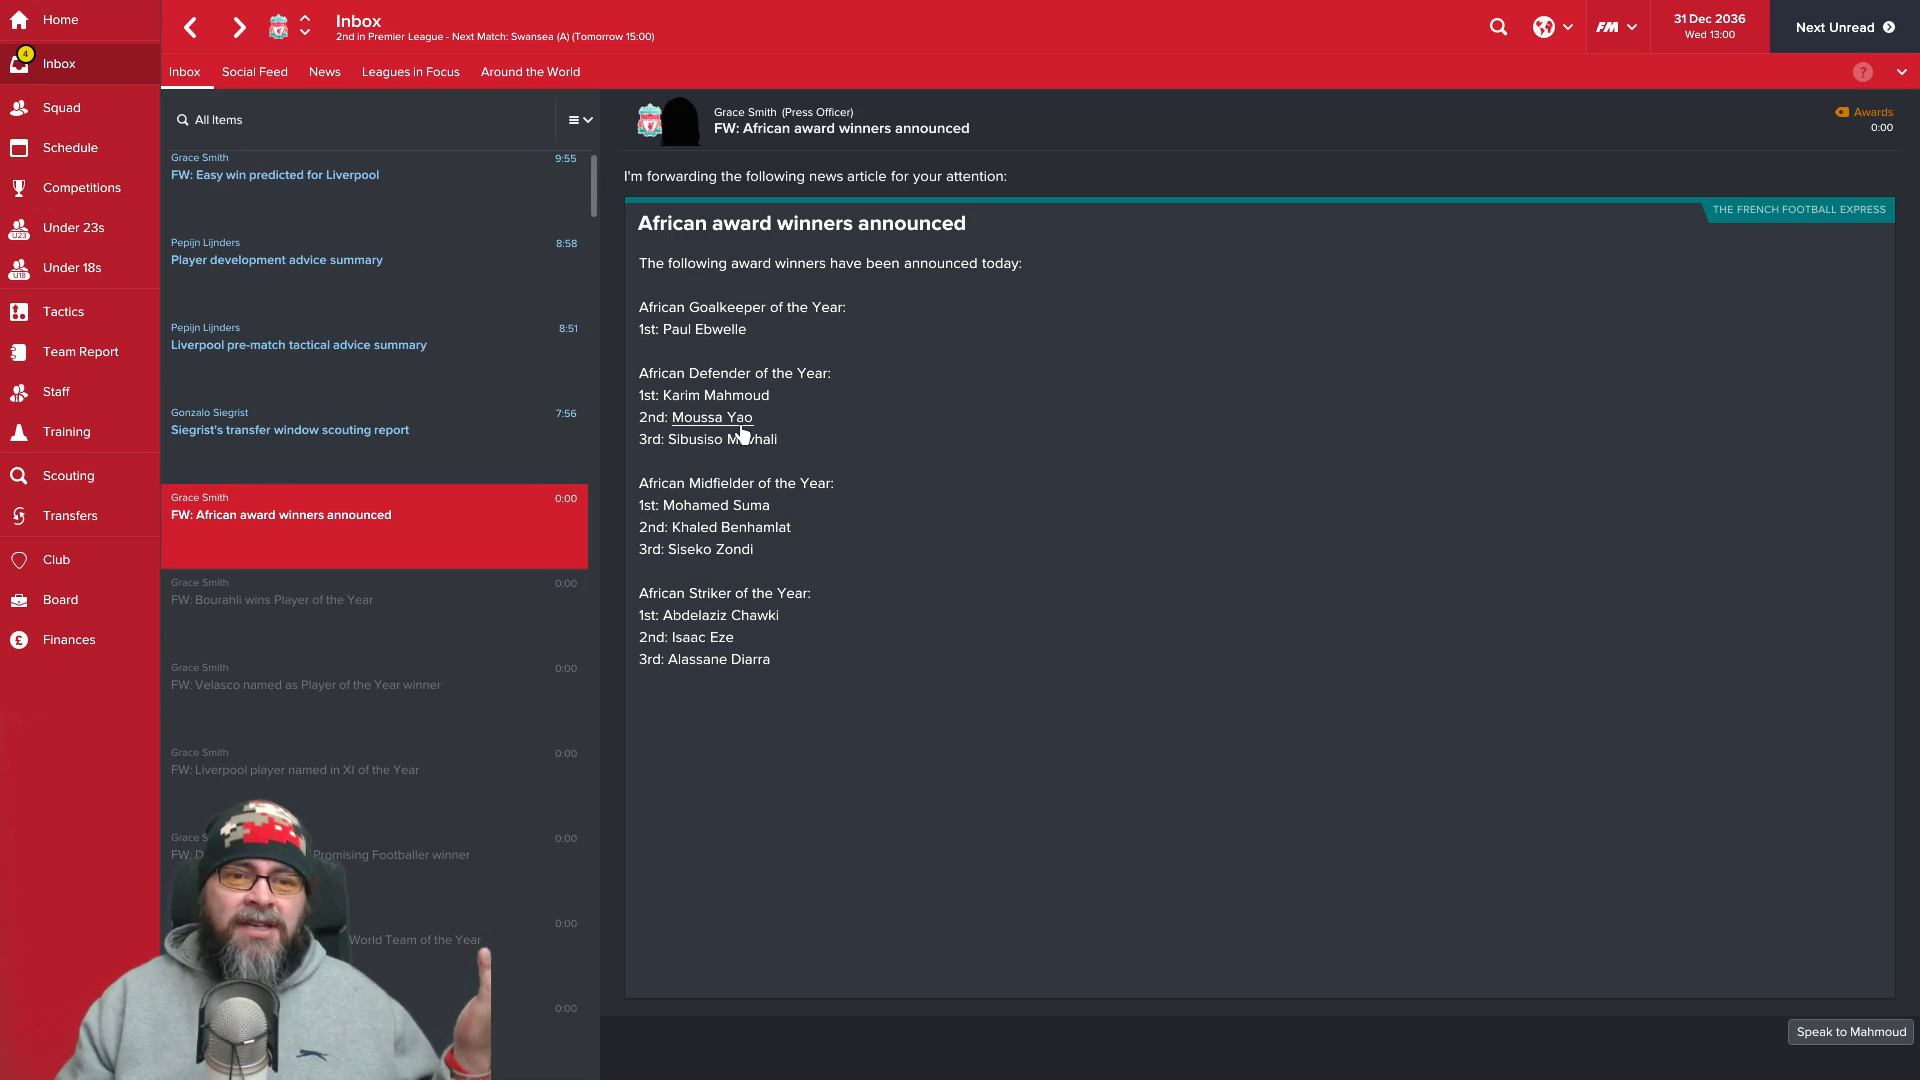 Home
4
Inbox
Squad
Schedule
Competitions
U23
Under 23s
U18
Under 18s
Tactics
Team Report
Staff
Training
Scouting
Transfers
Club
Board
£
Finances
Inbox
2nd in Premier League - Next Match: Swansea (A) (Tomorrow 15:00)
FM
31 Dec 2036
Wed 13:00
Next Unread
Inbox
Social Feed
News
Leagues in Focus
Around the World
?
All Items
Grace Smith
9:55
FW: Easy win predicted for Liverpool
Pepijn Lijnders
8:58
Player development advice summary
Pepijn Lijnders
8:51
Liverpool pre-match tactical advice summary
Gonzalo Siegrist
7:56
Siegrist's transfer window scouting report
Grace Smith
0:00
FW: African award winners announced
Grace Smith
0:00
FW: Bourahli wins Player of the Year
Grace Smith
0:00
FW: Velasco named as Player of the Year winner
Grace Smith
0:00
FW: Liverpool player named in XI of the Year
Grace S
0:00
FW: D Promising Footballer winner
0:00
World Team of the Year
0:00
Grace Smith (Press Officer)
FW: African award winners announced
Awards
0:00
I'm forwarding the following news article for your attention:
THE FRENCH FOOTBALL EXPRESS
African award winners announced
The following award winners have been announced today:
African Goalkeeper of the Year:
1st: Paul Ebwelle
African Defender of the Year:
1st: Karim Mahmoud
2nd: Moussa Yao
3rd: Sibusiso M vhali
African Midfielder of the Year:
1st: Mohamed Suma
2nd: Khaled Benhamlat
3rd: Siseko Zondi
African Striker of the Year:
1st: Abdelaziz Chawki
2nd: Isaac Eze
3rd: Alassane Diarra
Speak to Mahmoud